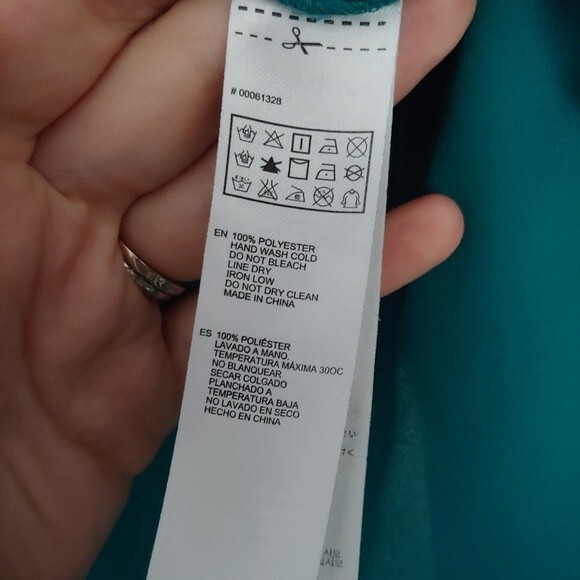 # 00061328
EN 100% POLYESTER
HAND WASH COLD
DO NOT BLEACH
LINE DRY
IRON LOW
DO NOT DRY CLEAN
MADE IN CHINA
ES 100% POLIÉSTER
LAVADO A MANO.
TEMPERATURA MÁXIMA 30OC
NO BLANQUEAR
SECAR COLGADO
PLANCHADO A
TEMPERATURA BAJA
NO LAVADO EN SECO
HECHO EN CHINA